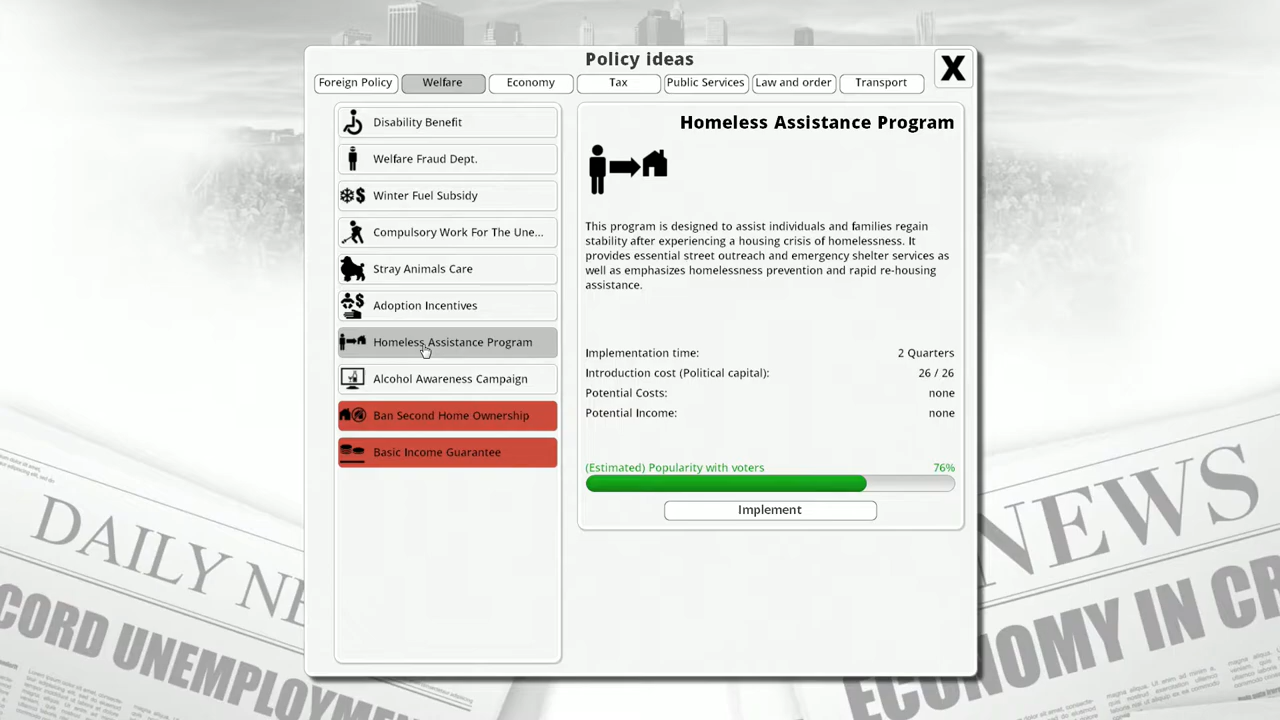 Policy ideas
X
Foreign Policy
Welfare
Economy
Tax
Public Services
Law and order
Transport
Disability Benefit
Welfare Fraud Dept.
Winter Fuel Subsidy
Compulsory Work For The Une...
Stray Animals Care
Adoption Incentives
Homeless Assistance Program
Alcohol Awareness Campaign
Ban Second Home Ownership
Basic Income Guarantee
Homeless Assistance Program
This program is designed to assist individuals and families regain
stability after experiencing a housing crisis of homelessness. It
provides essential street outreach and emergency shelter services as
well as emphasizes homelessness prevention and rapid re-housing
assistance.
Implementation time: 2 Quarters
Introduction cost (Political capital): 26 / 26
Potential Costs: none
Potential Income: none
(Estimated) Popularity with voters 76%
Implement
DAILY NE
CORD UNEMPLOYM
NEWS
ECONOMY IN CR